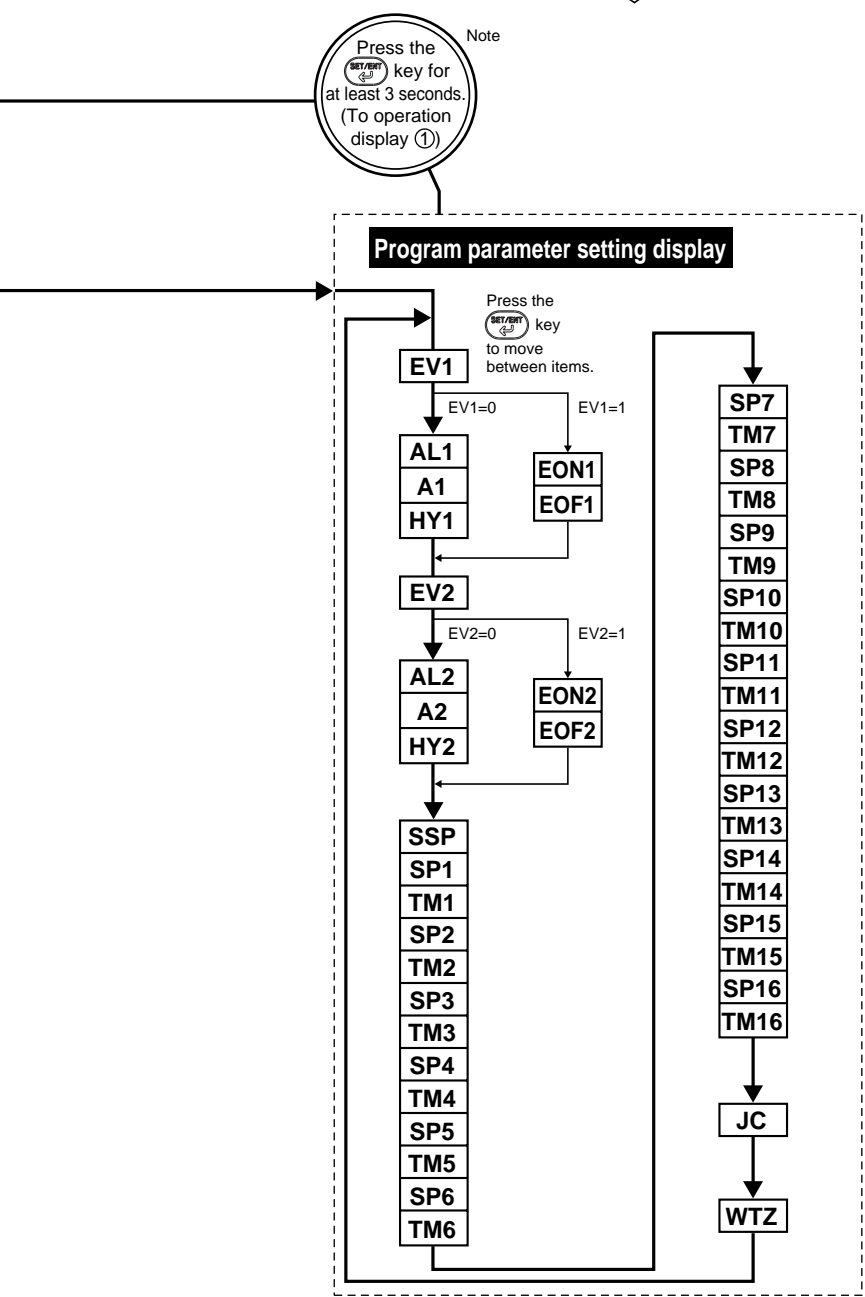 Note
Press the
SET/ENT key for
at least 3 seconds.
(To operation
display ①)
Program parameter setting display
Press the
SET/ENT key
to move
between items.
EV1
EV1=0
EV1=1
AL1
A1
HY1
EON1
EOF1
EV2
EV2=0
EV2=1
AL2
A2
HY2
EON2
EOF2
SSP
SP1
TM1
SP2
TM2
SP3
TM3
SP4
TM4
SP5
TM5
SP6
TM6
SP7
TM7
SP8
TM8
SP9
TM9
SP10
TM10
SP11
TM11
SP12
TM12
SP13
TM13
SP14
TM14
SP15
TM15
SP16
TM16
JC
WTZ